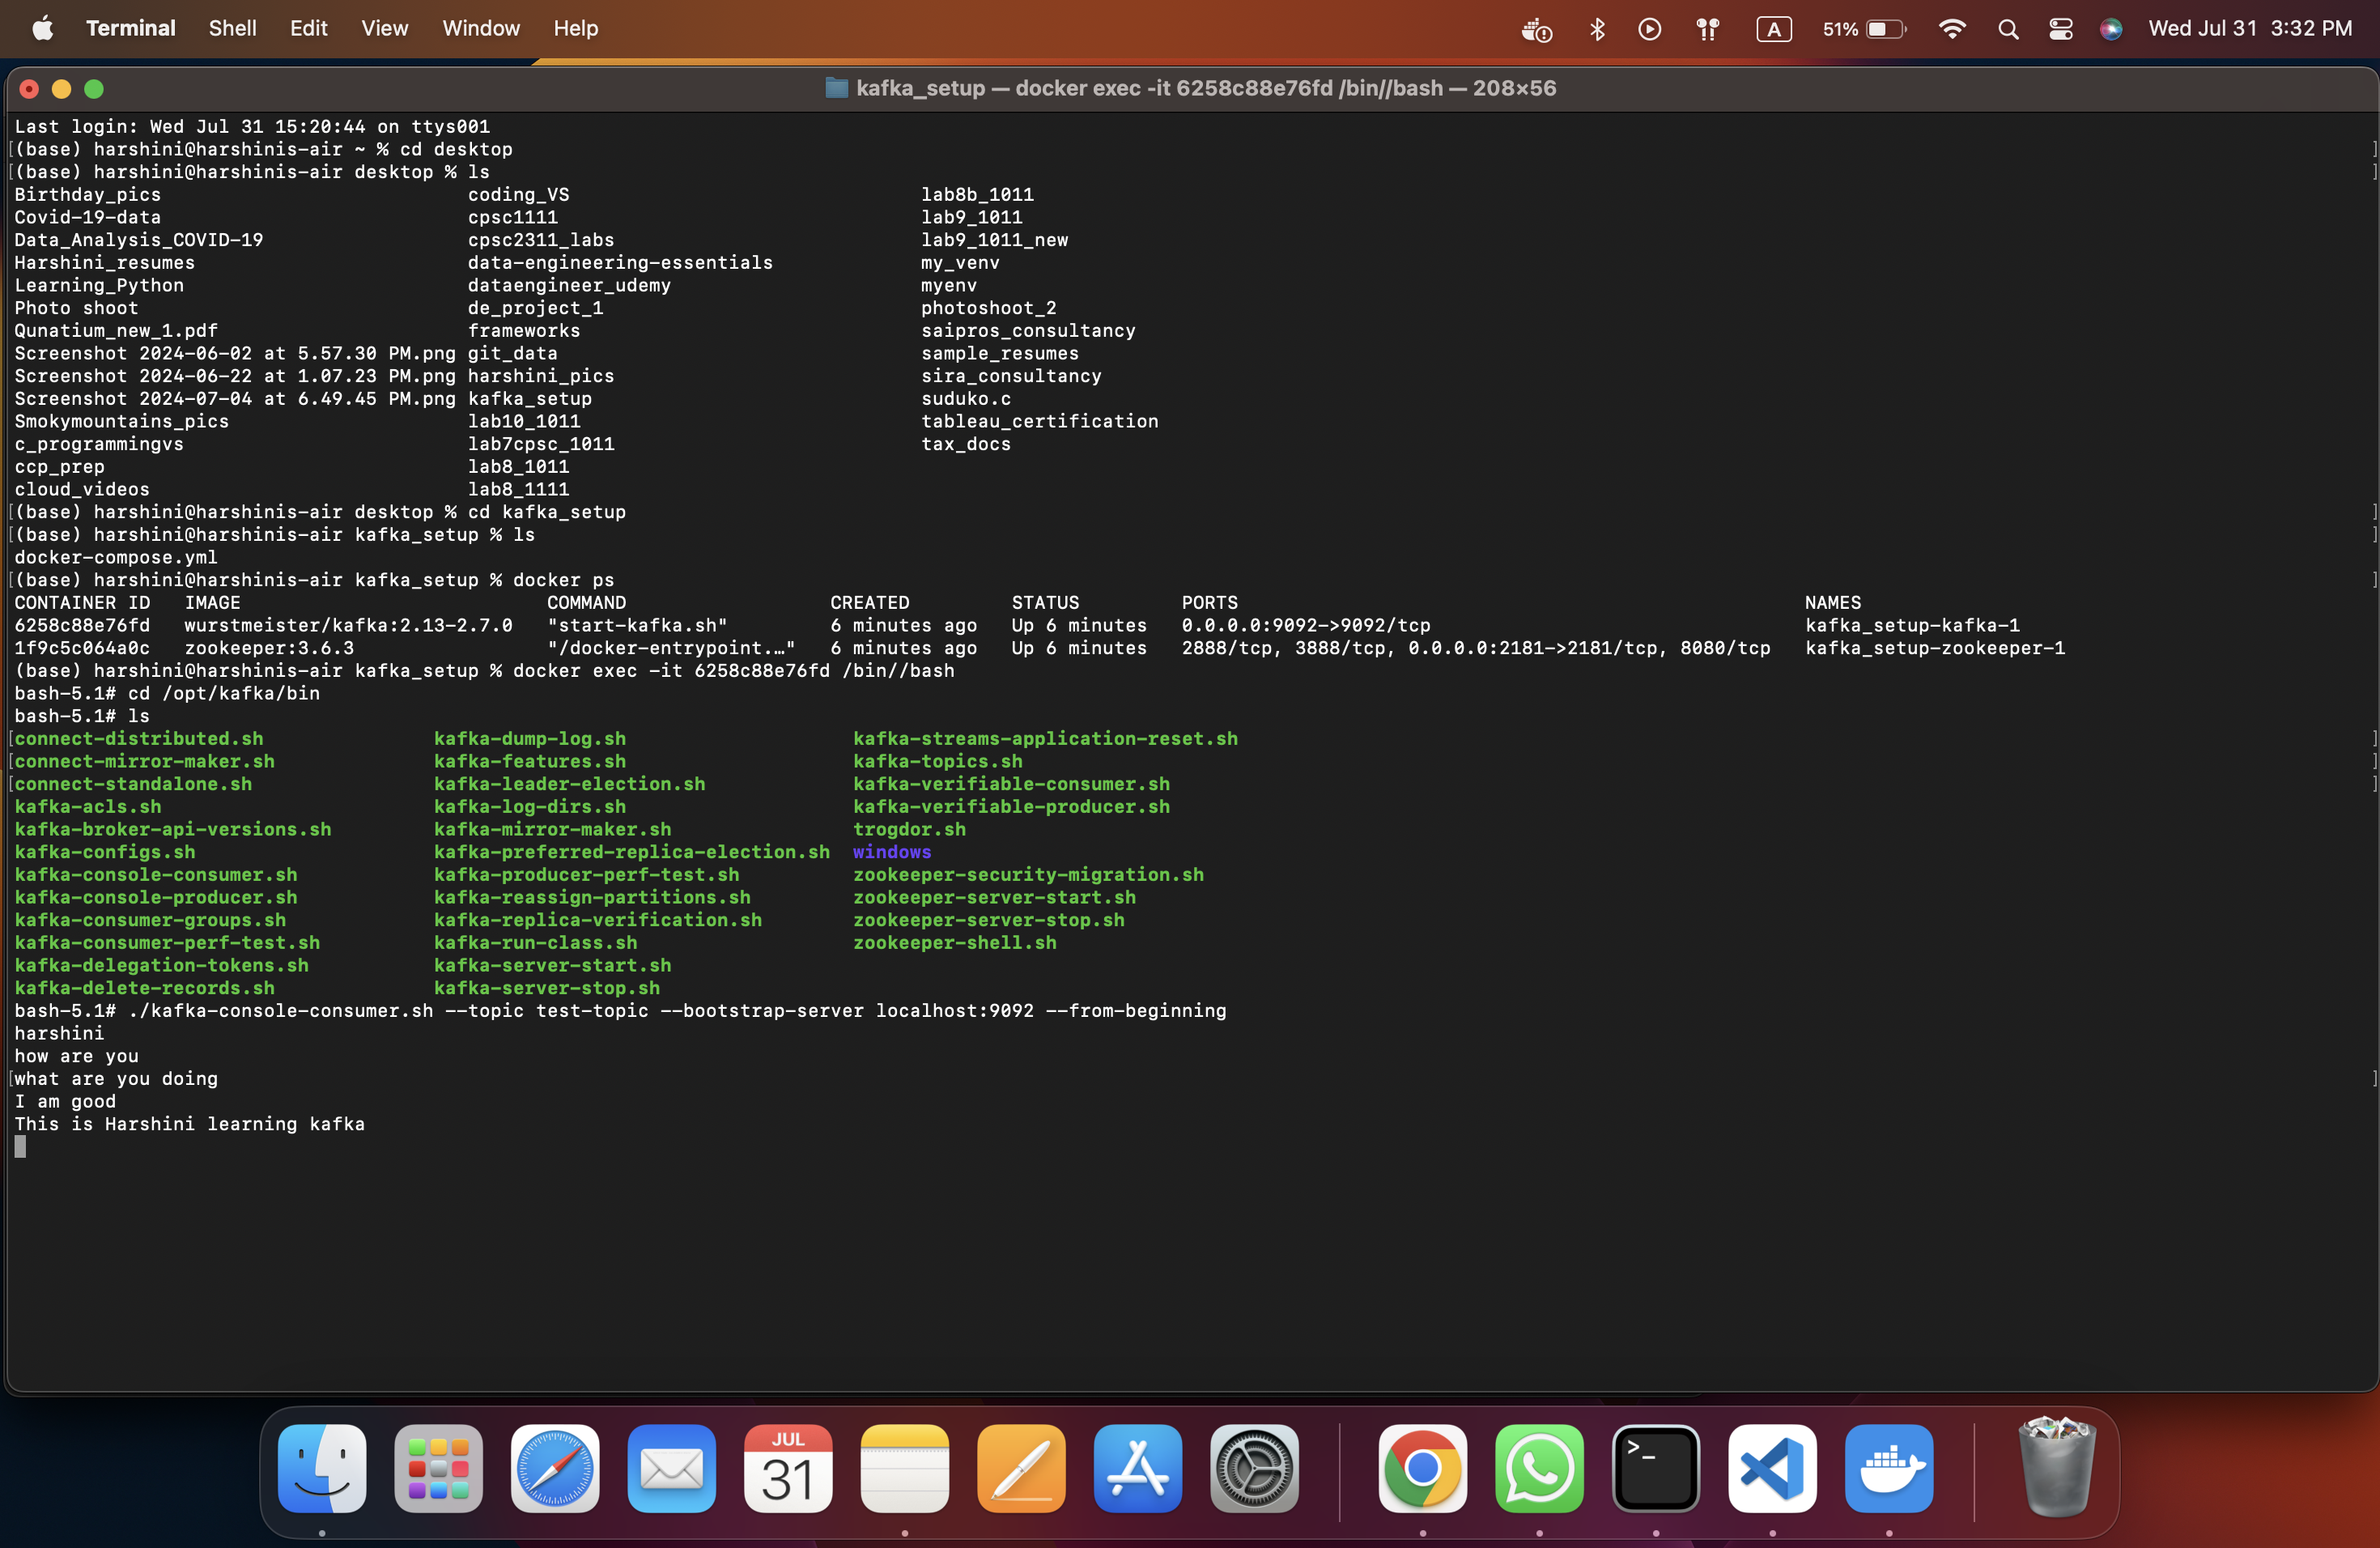 Terminal Shell Edit View Window Help A 51% Wed Jul 31 3:32 PM
kafka_setup — docker exec -it 6258c88e76fd /bin//bash — 208×56
Last login: Wed Jul 31 15:20:44 on ttys001
[(base) harshini@harshinis-air ~ % cd desktop ]
[(base) harshini@harshinis-air desktop % ls ]
Birthday_pics coding_VS lab8b_1011
Covid-19-data cpsc1111 lab9_1011
Data_Analysis_COVID-19 cpsc2311_labs lab9_1011_new
Harshini_resumes data-engineering-essentials my_venv
Learning_Python dataengineer_udemy myenv
Photo shoot de_project_1 photoshoot_2
Qunatium_new_1.pdf frameworks saipros_consultancy
Screenshot 2024-06-02 at 5.57.30 PM.png git_data sample_resumes
Screenshot 2024-06-22 at 1.07.23 PM.png harshini_pics sira_consultancy
Screenshot 2024-07-04 at 6.49.45 PM.png kafka_setup suduko.c
Smokymountains_pics lab10_1011 tableau_certification
c_programmingvs lab7cpsc_1011 tax_docs
ccp_prep lab8_1011
cloud_videos lab8_1111
[(base) harshini@harshinis-air desktop % cd kafka_setup ]
[(base) harshini@harshinis-air kafka_setup % ls ]
docker-compose.yml
[(base) harshini@harshinis-air kafka_setup % docker ps ]
CONTAINER ID IMAGE COMMAND CREATED STATUS PORTS NAMES
6258c88e76fd wurstmeister/kafka:2.13-2.7.0 "start-kafka.sh" 6 minutes ago Up 6 minutes 0.0.0.0:9092->9092/tcp kafka_setup-kafka-1
1f9c5c064a0c zookeeper:3.6.3 "/docker-entrypoint.…" 6 minutes ago Up 6 minutes 2888/tcp, 3888/tcp, 0.0.0.0:2181->2181/tcp, 8080/tcp kafka_setup-zookeeper-1
(base) harshini@harshinis-air kafka_setup % docker exec -it 6258c88e76fd /bin//bash
bash-5.1# cd /opt/kafka/bin
bash-5.1# ls
[connect-distributed.sh kafka-dump-log.sh kafka-streams-application-reset.sh ]
[connect-mirror-maker.sh kafka-features.sh kafka-topics.sh ]
[connect-standalone.sh kafka-leader-election.sh kafka-verifiable-consumer.sh ]
kafka-acls.sh kafka-log-dirs.sh kafka-verifiable-producer.sh
kafka-broker-api-versions.sh kafka-mirror-maker.sh trogdor.sh
kafka-configs.sh kafka-preferred-replica-election.sh windows
kafka-console-consumer.sh kafka-producer-perf-test.sh zookeeper-security-migration.sh
kafka-console-producer.sh kafka-reassign-partitions.sh zookeeper-server-start.sh
kafka-consumer-groups.sh kafka-replica-verification.sh zookeeper-server-stop.sh
kafka-consumer-perf-test.sh kafka-run-class.sh zookeeper-shell.sh
kafka-delegation-tokens.sh kafka-server-start.sh
kafka-delete-records.sh kafka-server-stop.sh
bash-5.1# ./kafka-console-consumer.sh --topic test-topic --bootstrap-server localhost:9092 --from-beginning
harshini
how are you
[what are you doing ]
I am good
This is Harshini learning kafka
JUL
31
>_